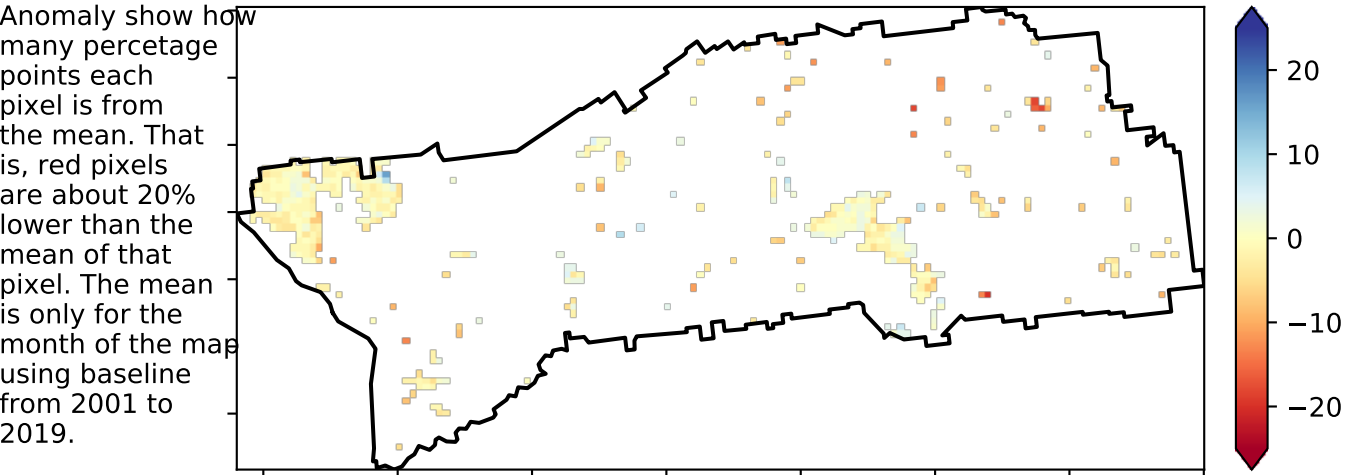 Anomaly show how
many percetage
points each
pixel is from
the mean. That
is, red pixels
are about 20%
lower than the
mean of that
pixel. The mean
is only for the
month of the map
using baseline
from 2001 to
2019.
20
10
0
−10
−20